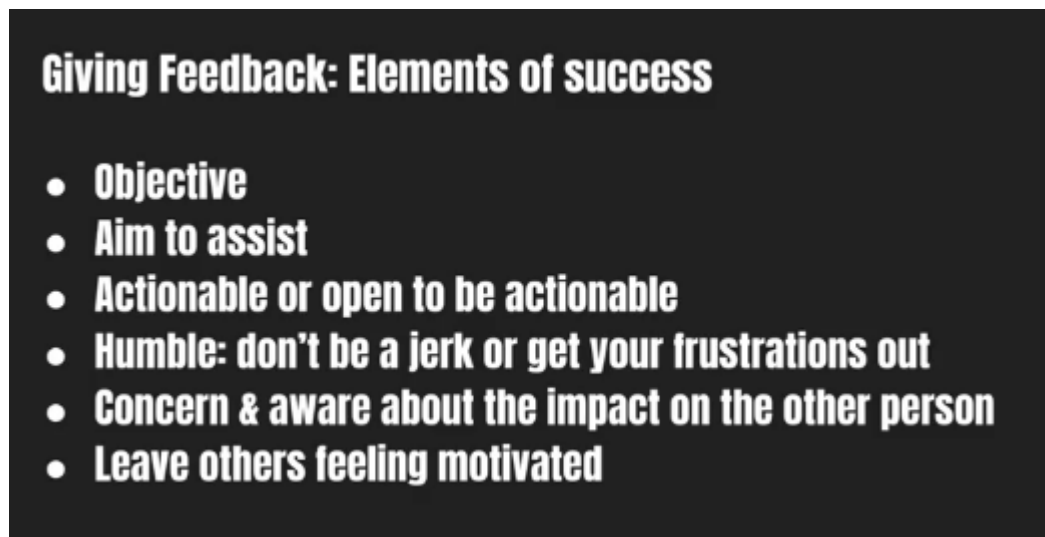 Giving Feedback: Elements of success
● Objective
● Aim to assist
● Actionable or open to be actionable
● Humble: don't be a jerk or get your frustrations out
● Concern & aware about the impact on the other person
● Leave others feeling motivated